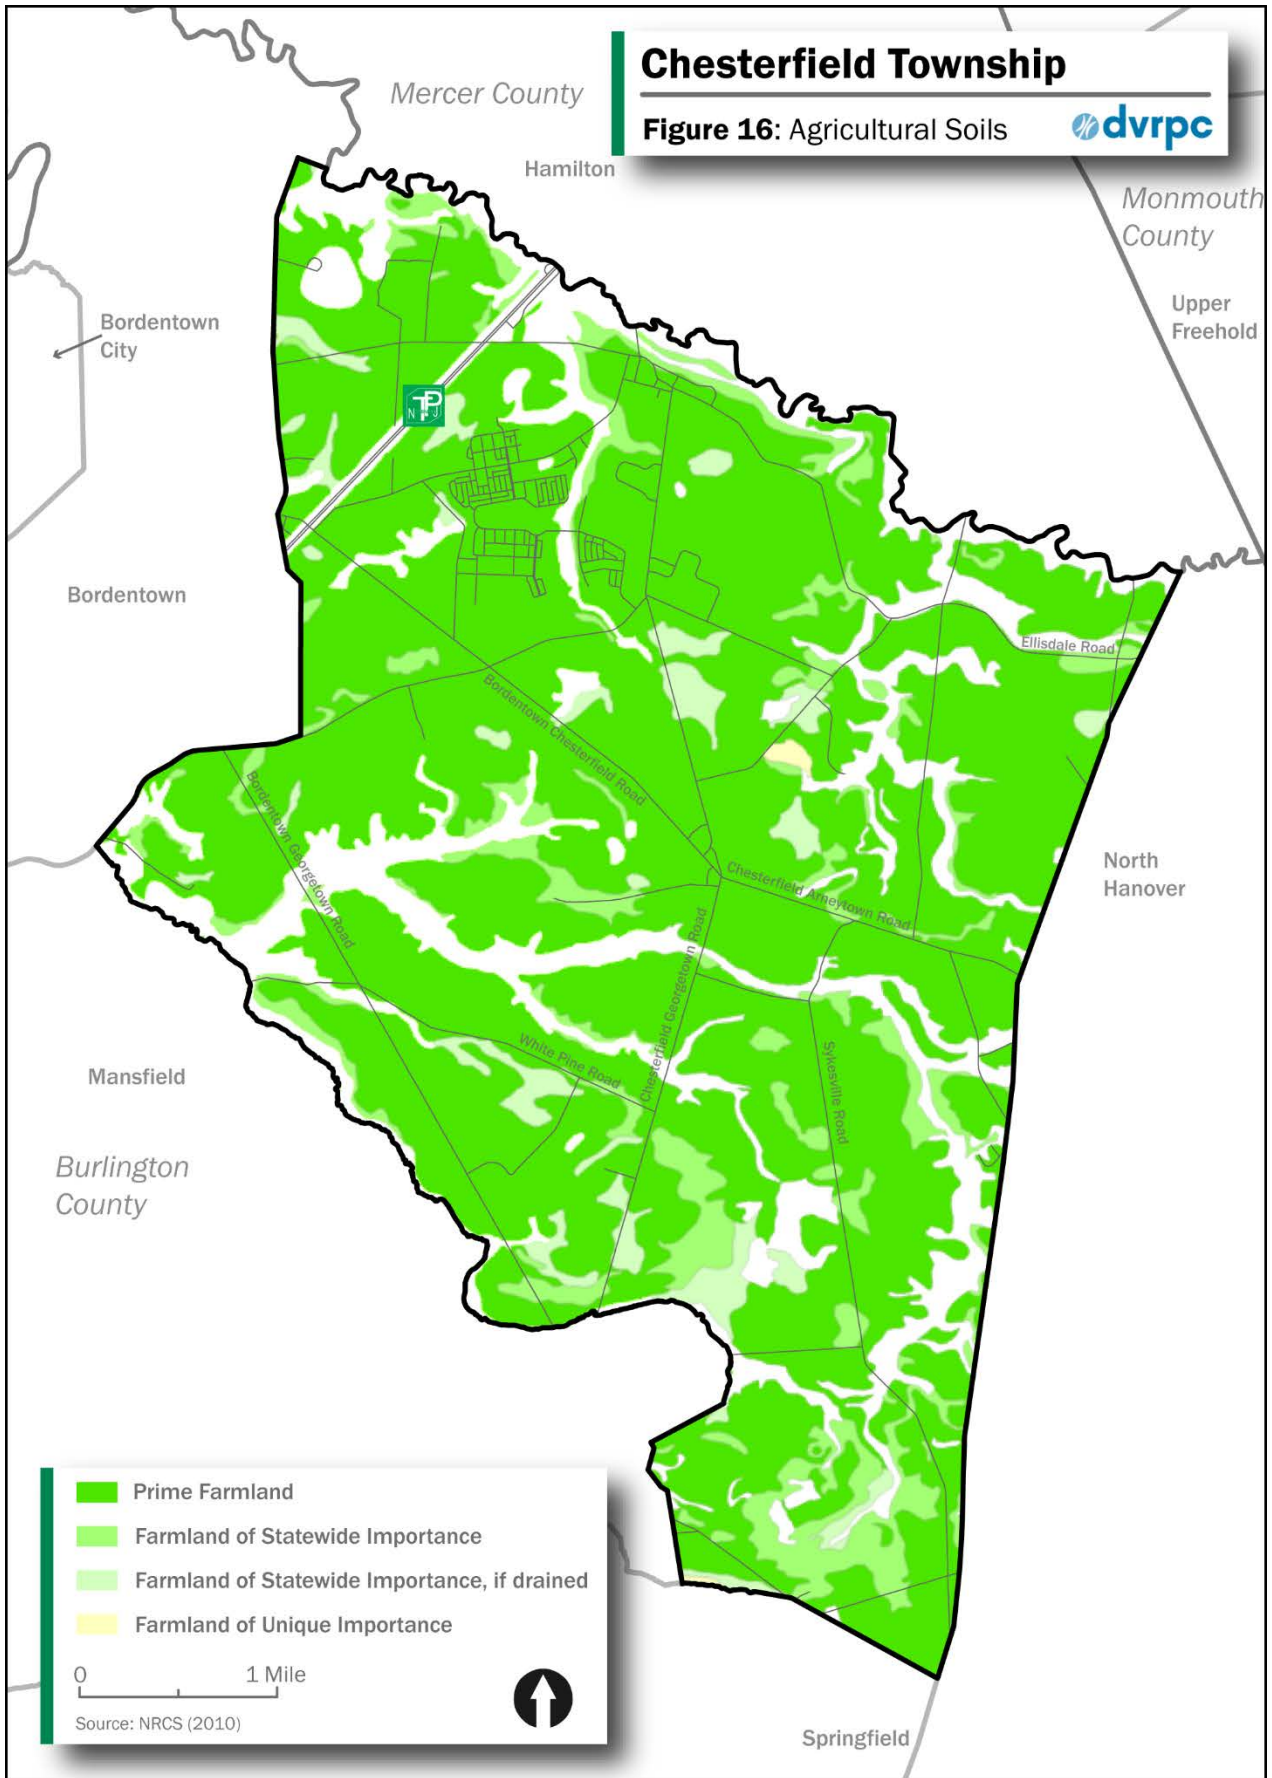 Chesterfield Township
Figure 16: Agricultural Soils
dvrpc
Mercer County
Hamilton
Monmouth
County
Upper
Freehold
Bordentown
City
TP
N J
Bordentown
Ellisdale Road
Bordentown Chesterfield Road
Bordentown Georgetown Road
North
Hanover
Chesterfield Arneytown Road
Chesterfield Georgetown Road
White Pine Road
Sykesville Road
Mansfield
Burlington
County
Prime Farmland
Farmland of Statewide Importance
Farmland of Statewide Importance, if drained
Farmland of Unique Importance
0 1 Mile
Source: NRCS (2010)
Springfield